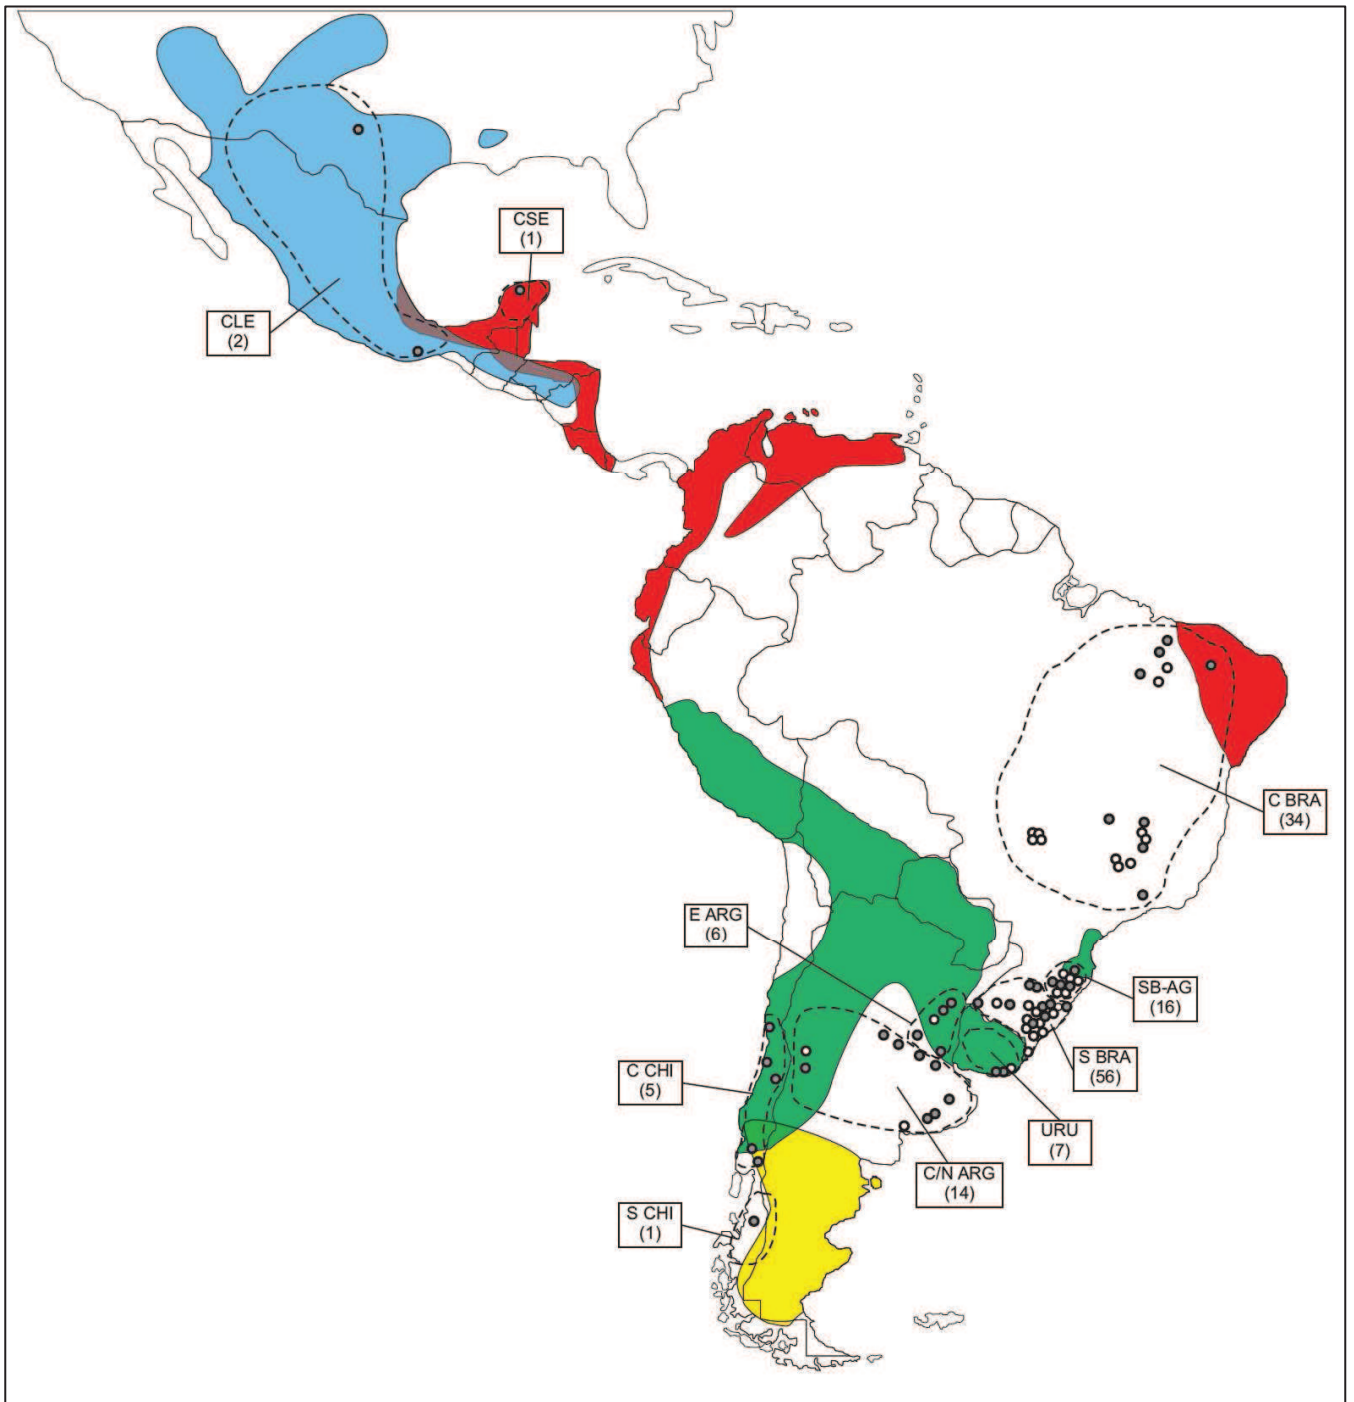 CSE
(1)
CLE
(2)
C BRA
(34)
E ARG
(6)
SB-AG
(16)
S BRA
(56)
C CHI
(5)
URU
(7)
C/N ARG
(14)
S CHI
(1)